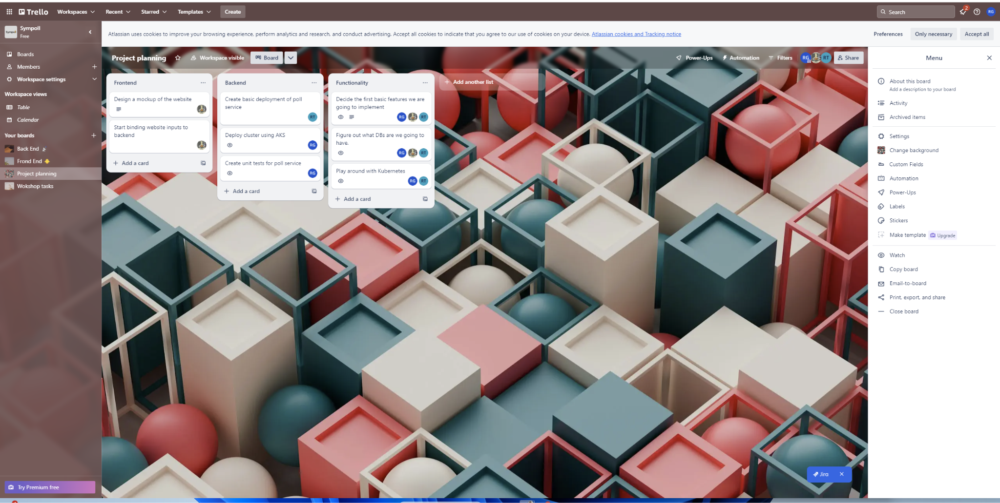 Trello
Workspaces
Recent
Starred
Templates
Create
Search
2
RG
Sympoll
Sympoll
Free
Atlassian uses cookies to improve your browsing experience, perform analytics and research, and conduct advertising. Accept all cookies to indicate that you agree to our use of cookies on your device. Atlassian cookies and Tracking notice
Preferences
Only necessary
Accept all
Boards
Members
Workspace settings
Workspace views
Table
Calendar
Your boards
Back End
Frond End
Project planning
Wokshop tasks
Try Premium free
Project planning
Workspace visible
Board
Power-Ups
Automation
Filters
RG
RT
Share
Frontend
Design a mockup of the website
Start binding website inputs to
backend
Add a card
Backend
Create basic deployment of poll
service
RT
Deploy cluster using AKS
RG
Create unit tests for poll service
RG
Add a card
Functionality
Decide the first basic features we are
going to implement
RG
RT
Figure out what DBs are we going to
have.
RG
RT
Play around with Kubernetes
RG
RT
Add a card
Add another list
Menu
About this board
Add a description to your board
Activity
Archived items
Settings
Change background
Custom Fields
Automation
Power-Ups
Labels
Stickers
Make template Upgrade
Watch
Copy board
Email-to-board
Print, export, and share
Close board
Jira